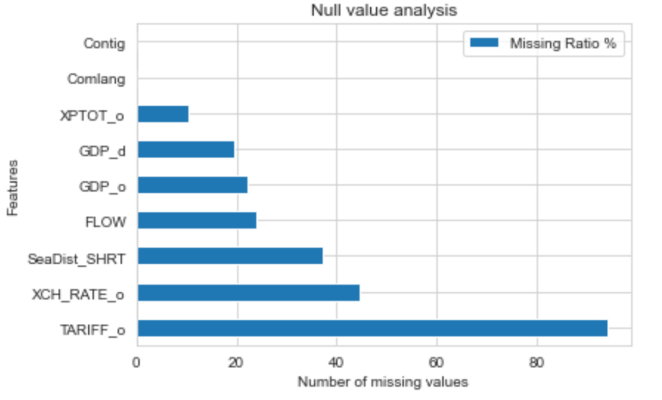 Null value analysis
Missing Ratio %
Contig
Comlang
XPTOT_o
GDP_d
GDP_o
FLOW
SeaDist_SHRT
XCH_RATE_o
TARIFF_o
Features
0 20 40 60 80
Number of missing values